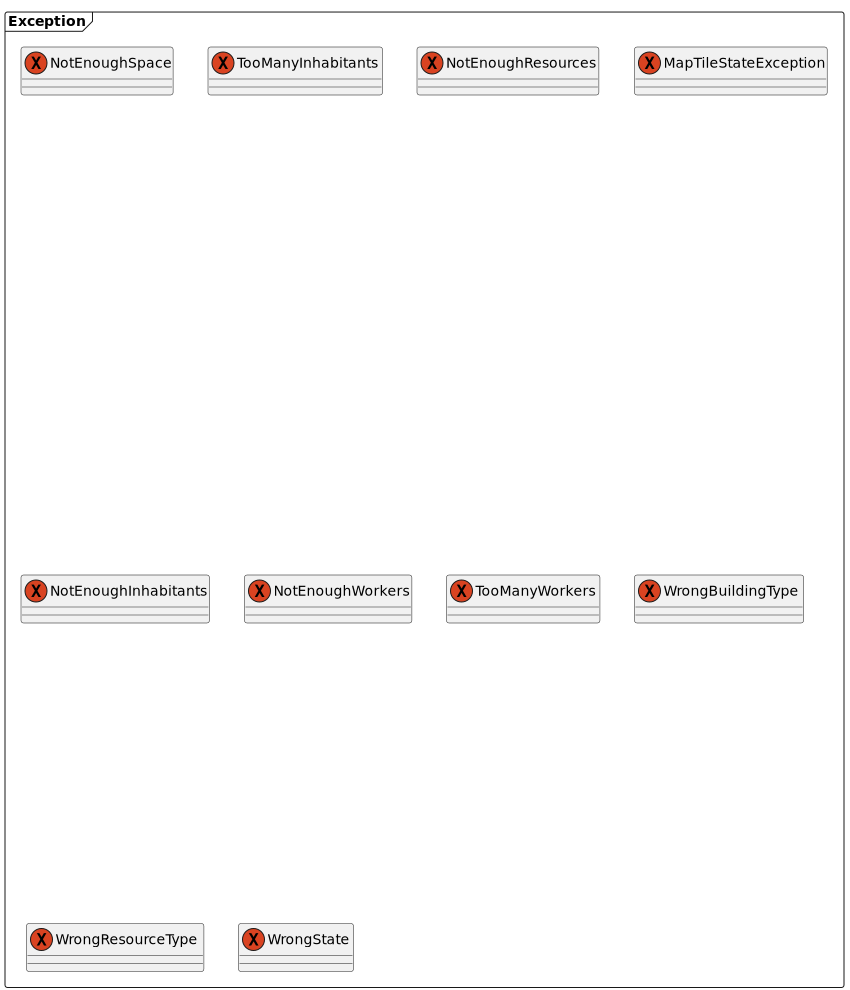 Exception
X NotEnoughSpace
X TooManyInhabitants
X NotEnoughResources
X MapTileStateException
X NotEnoughInhabitants
X NotEnoughWorkers
X TooManyWorkers
X WrongBuildingType
X WrongResourceType
X WrongState